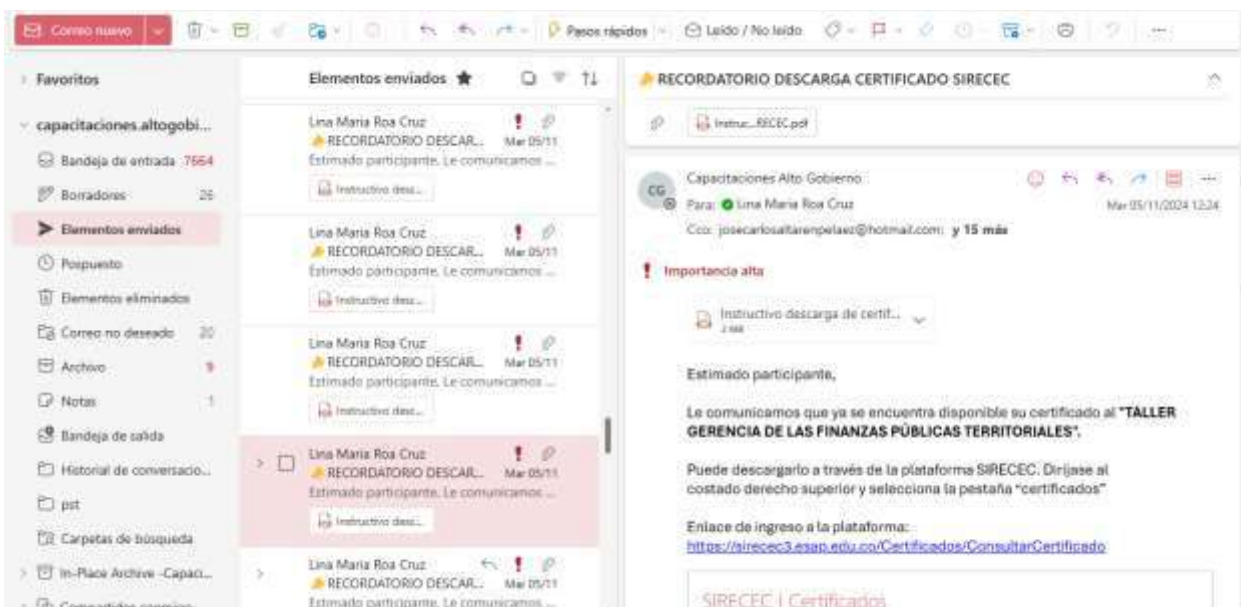 Correo nuevo
Pasos rápidos
Leído / No leído
Favoritos
capacitaciones.altogobi...
Bandeja de entrada 7664
Borradores 26
Elementos enviados
Pospuesto
Elementos eliminados
Correo no deseado 20
Archivo 9
Notas 1
Bandeja de salida
Historial de conversacio...
pst
Carpetas de búsqueda
In-Place Archive -Capaci...
Elementos enviados
Lina Maria Roa Cruz
RECORDATORIO DESCAR... Mar 05/11
Estimado participante, Le comunicamos ...
Instructivo desc...
Lina Maria Roa Cruz
RECORDATORIO DESCAR... Mar 05/11
Estimado participante, Le comunicamos ...
Instructivo desc...
Lina Maria Roa Cruz
RECORDATORIO DESCAR... Mar 05/11
Estimado participante, Le comunicamos ...
Instructivo desc...
Lina Maria Roa Cruz
RECORDATORIO DESCAR... Mar 05/11
Estimado participante, Le comunicamos ...
Instructivo desc...
Lina Maria Roa Cruz
RECORDATORIO DESCAR... Mar 05/11
Estimado participante, Le comunicamos ...
RECORDATORIO DESCARGA CERTIFICADO SIRECEC
Instruc...RECEC.pdf
CG
Capacitaciones Alto Gobierno
Para: Lina Maria Roa Cruz
Mar 05/11/2024 12:24
Cco: josecarlosaltarenpelaez@hotmail.com; y 15 más
Importancia alta
Instructivo descarga de certif...
Estimado participante,
Le comunicamos que ya se encuentra disponible su certificado al "TALLER
GERENCIA DE LAS FINANZAS PÚBLICAS TERRITORIALES".
Puede descargarlo a través de la plataforma SIRECEC. Dirijase al
costado derecho superior y selecciona la pestaña “certificados”
Enlace de ingreso a la plataforma:
https://sirecec3.esap.edu.co/Certificados/ConsultarCertificado
SIRECEC | Certificados